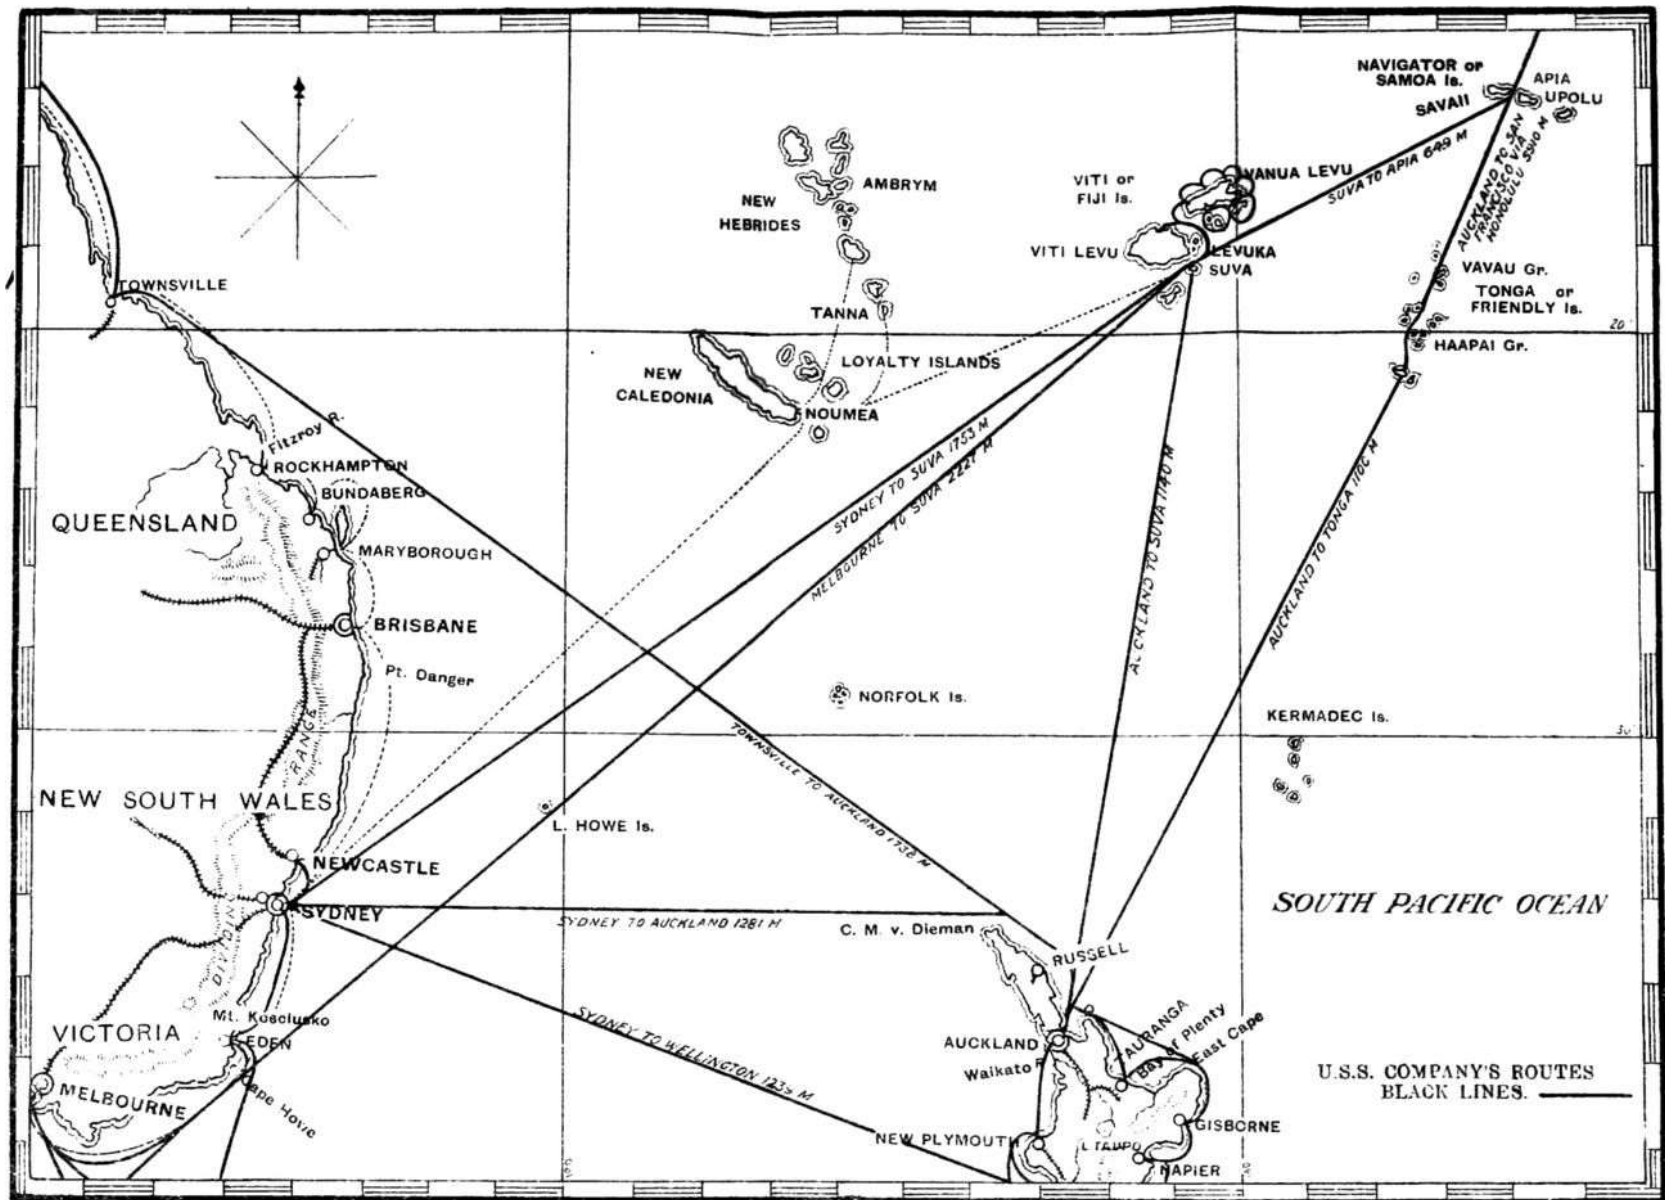 NAVIGATOR or
SAMOA Is.
APIA
UPOLU
SAVAII
SUVA TO APIA 649 M
AUCKLAND TO SAN
FRANCISCO VIA
HONOLULU 5940 M
VITI or
FIJI Is.
VANUA LEVU
AMBRYM
NEW
HEBRIDES
VITI LEVU
LEVUKA
SUVA
VAVAU Gr.
TONGA or
FRIENDLY Is.
HAAPAI Gr.
20
TOWNSVILLE
TANNA
LOYALTY ISLANDS
NEW
CALEDONIA
NOUMEA
Fitzroy R.
ROCKHAMPTON
BUNDABERG
QUEENSLAND
MARYBOROUGH
BRISBANE
Pt. Danger
SYDNEY TO SUVA 1753 M
MELBOURNE TO SUVA 2227 M
AUCKLAND TO SUVA 1140 M
AUCKLAND TO TONGA 1100 M
NORFOLK Is.
KERMADEC Is.
30
TOWNSVILLE TO AUCKLAND 1738 M
RANGE
NEW SOUTH WALES
L. HOWE Is.
NEWCASTLE
SYDNEY
SYDNEY TO AUCKLAND 1281 M
C. M. v. Dieman
SOUTH PACIFIC OCEAN
DIVIDING
RUSSELL
Mt. Kosciusko
VICTORIA
EDEN
SYDNEY TO WELLINGTON 1239 M
AUCKLAND
Waikato R
TAURANGA
Bay of Plenty
East Cape
MELBOURNE
Cape Howe
U.S.S. COMPANY'S ROUTES
BLACK LINES.
NEW PLYMOUTH
L TAUPO
GISBORNE
NAPIER